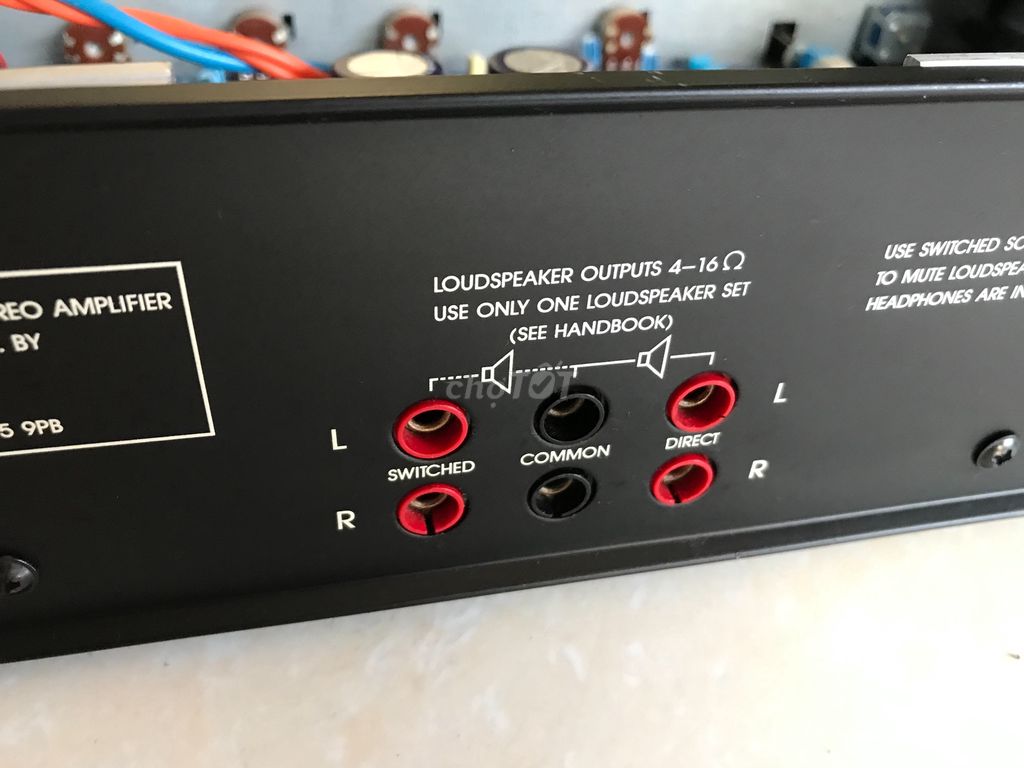 REO AMPLIFIER
. BY
5 9PB
LOUDSPEAKER OUTPUTS 4–16 Ω
USE ONLY ONE LOUDSPEAKER SET
(SEE HANDBOOK)
chợTỐT
L
SWITCHED
COMMON
DIRECT
L
R
R
USE SWITCHED SO
TO MUTE LOUDSPEA
HEADPHONES ARE IN